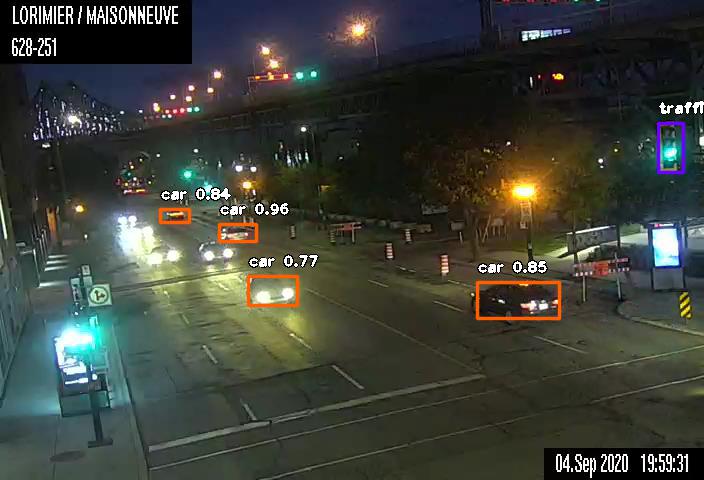 LORIMIER / MAISONNEUVE
628-251
traffi
car 0.84
car 0.96
car 0.77
car 0.85
04.Sep 2020 19:59:31